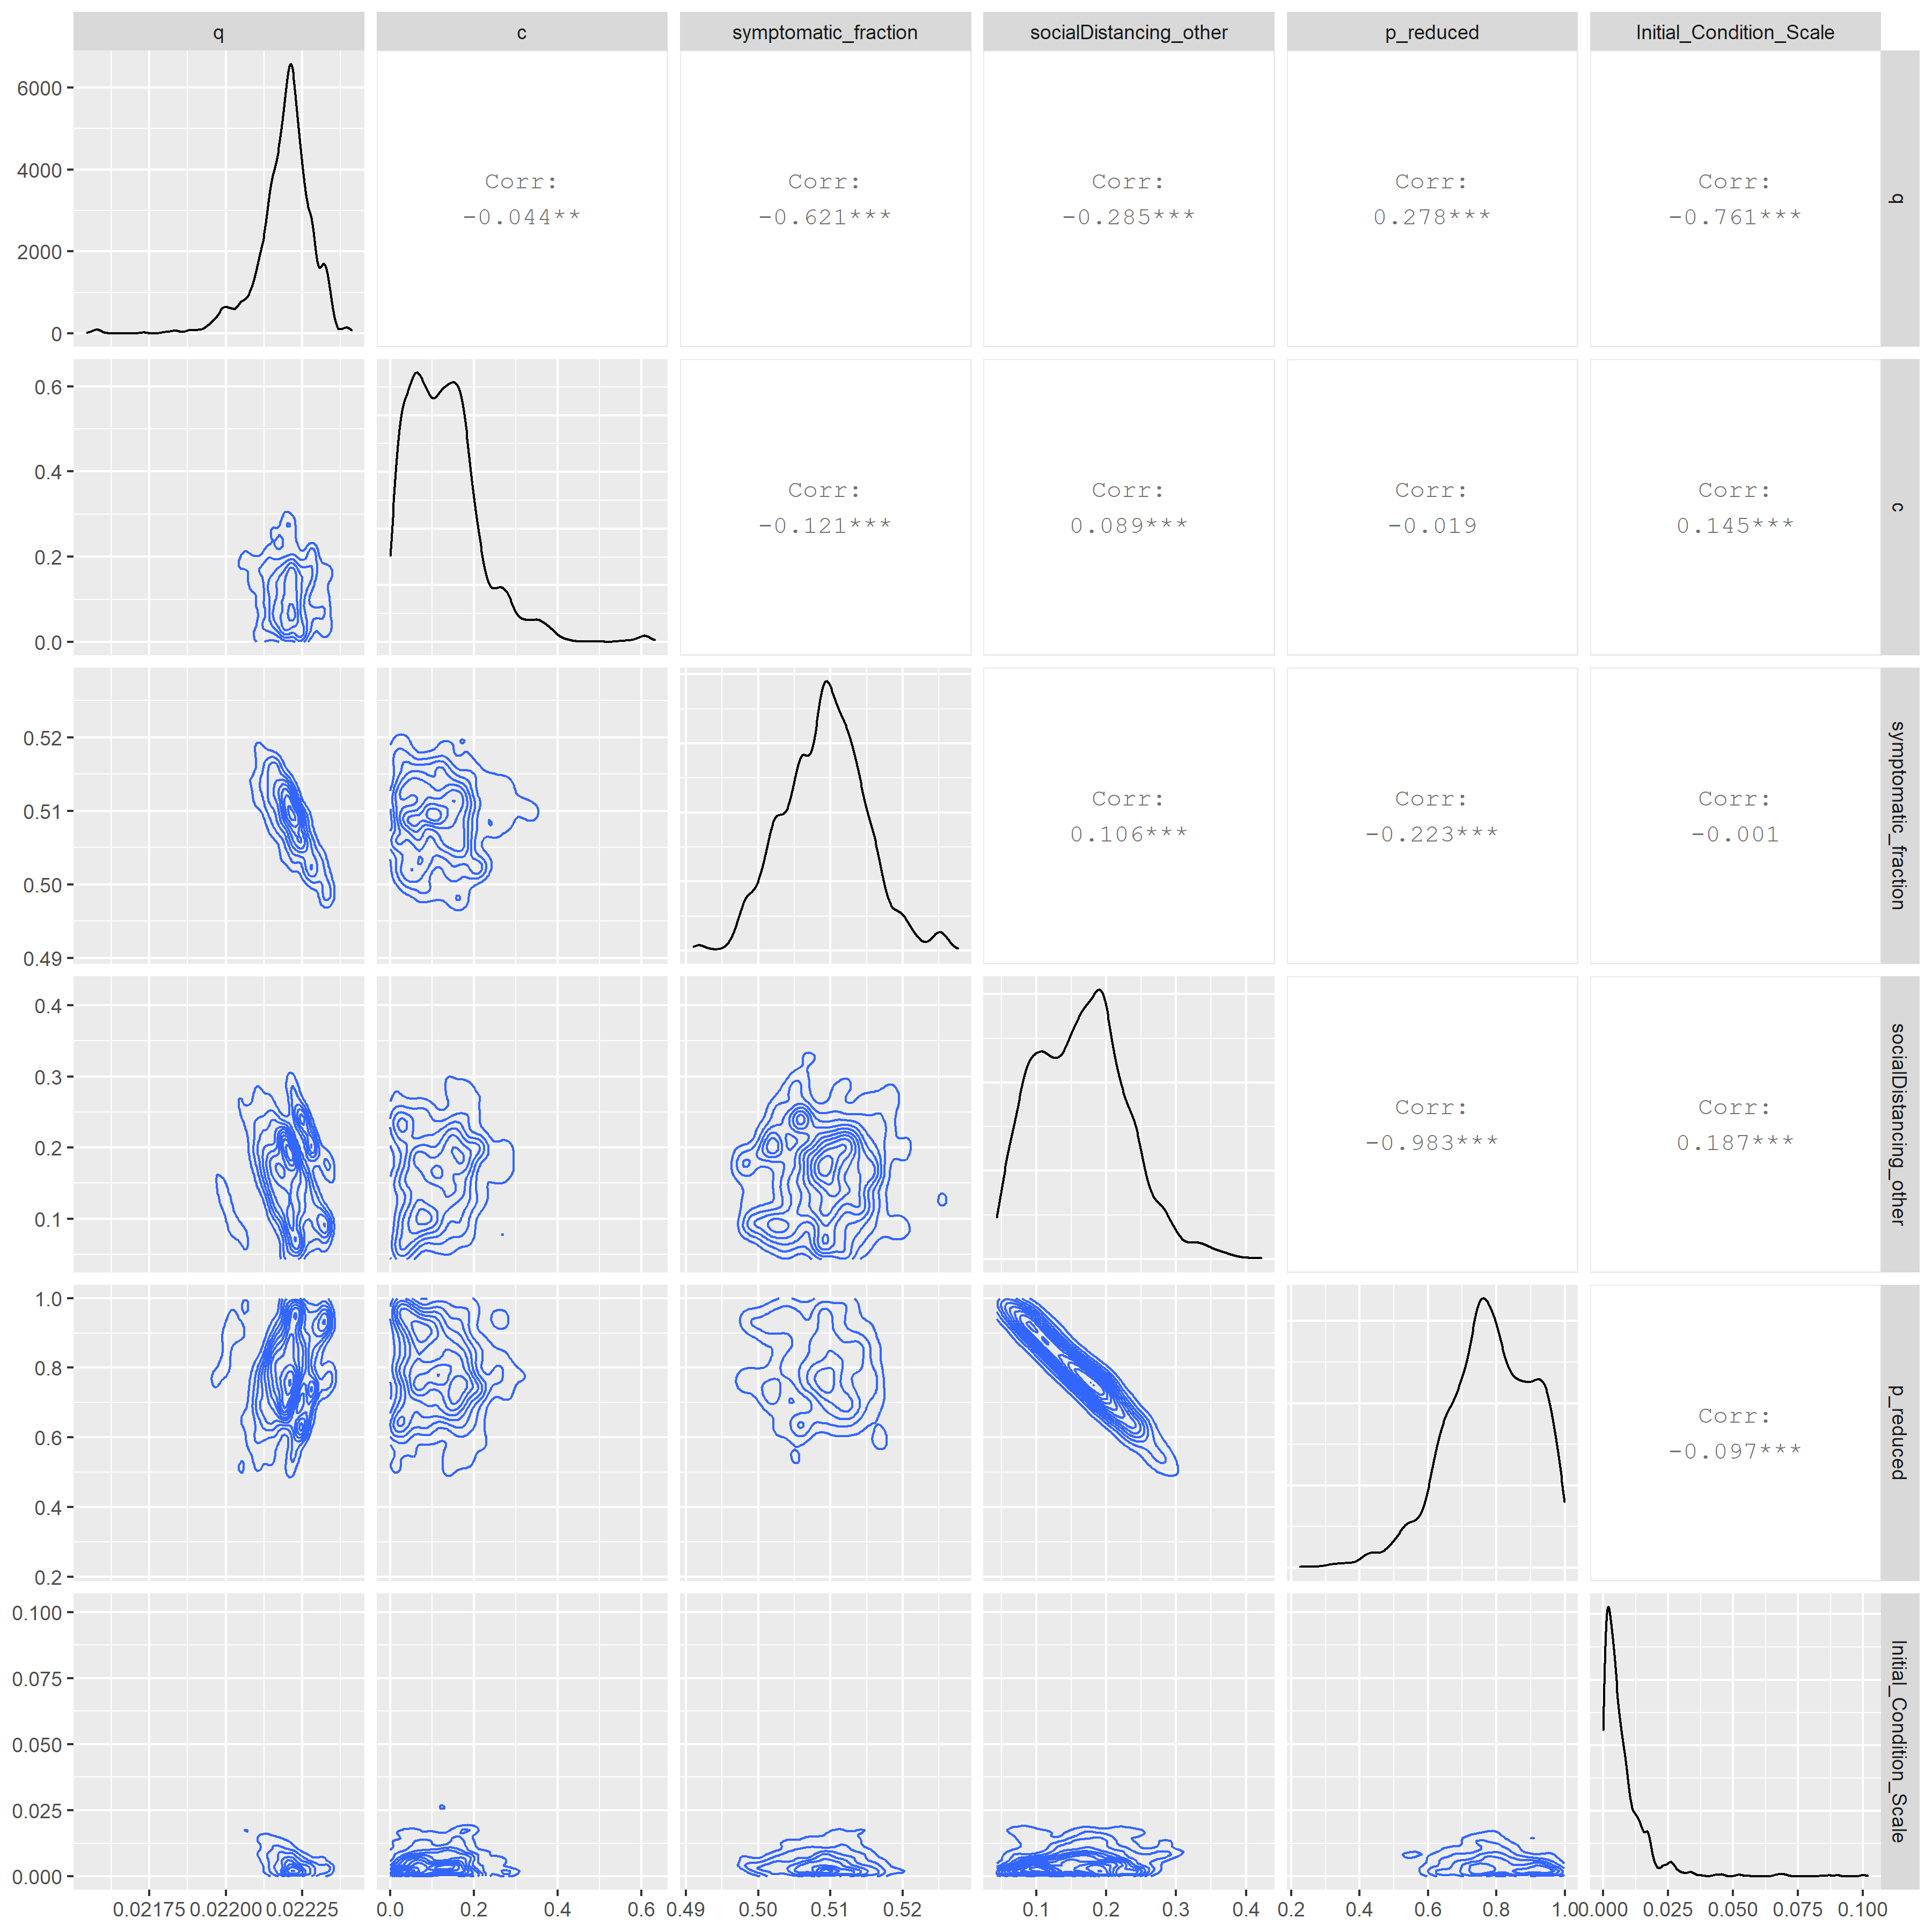 q c symptomatic_fraction socialDistancing_other p_reduced Initial_Condition_Scale
6000
4000
2000
0
Corr:
-0.044**
Corr:
-0.621***
Corr:
-0.285***
Corr:
0.278***
Corr:
-0.761***
q
0.6
0.4
0.2
0.0
Corr:
-0.121***
Corr:
0.089***
Corr:
-0.019
Corr:
0.145***
c
0.52
0.51
0.50
0.49
Corr:
0.106***
Corr:
-0.223***
Corr:
-0.001
symptomatic_fraction
0.4
0.3
0.2
0.1
Corr:
-0.983***
Corr:
0.187***
socialDistancing_other
1.0
0.8
0.6
0.4
0.2
Corr:
-0.097***
p_reduced
0.100
0.075
0.050
0.025
0.000
Initial_Condition_Scale
0.02175 0.02200 0.02225 0.0 0.2 0.4 0.6 0.49 0.50 0.51 0.52 0.1 0.2 0.3 0.4 0.2 0.4 0.6 0.8 1.0 0.000 0.025 0.050 0.075 0.100